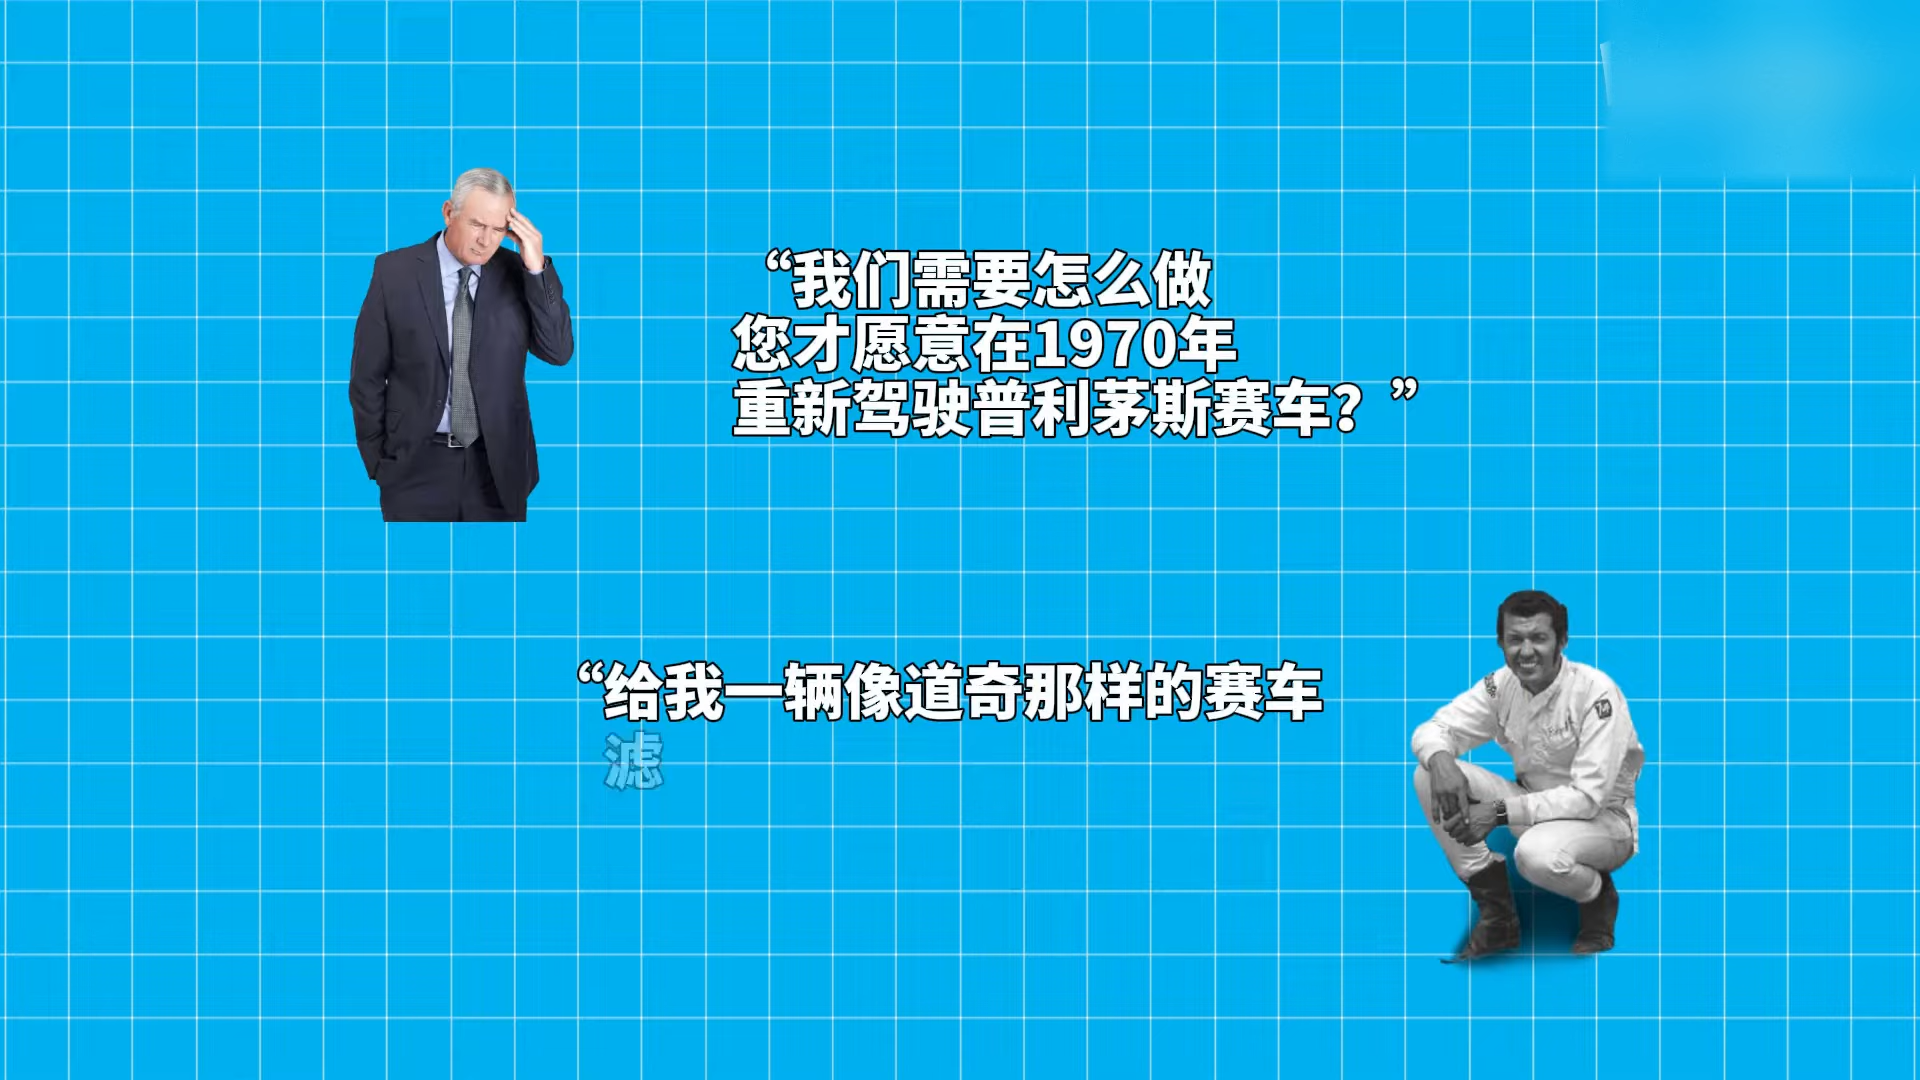 “我们需要怎么做
您才愿意在1970年
重新驾驶普利茅斯赛车？”
“给我一辆像道奇那样的赛车
滤